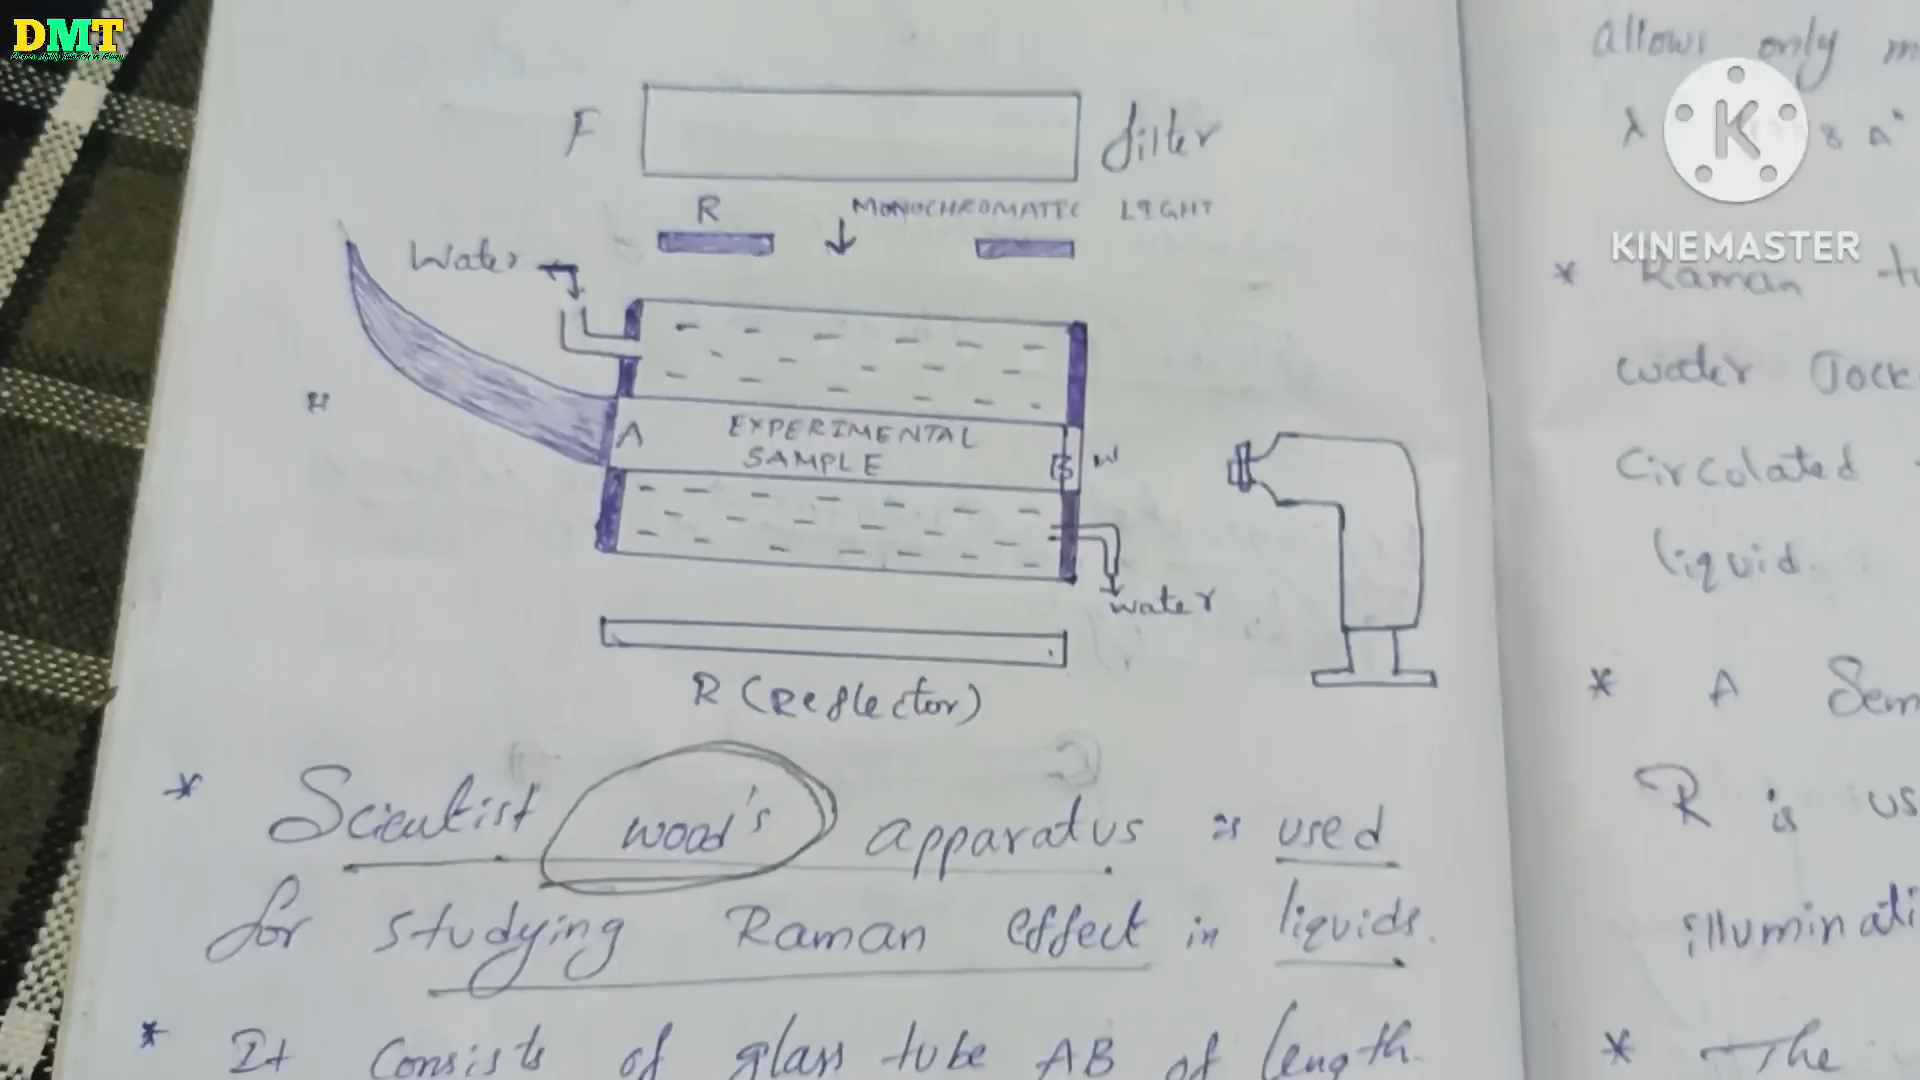 DMT
F
filter
R
MONOCHROMATIC LIGHT
Water
H
A
EXPERIMENTAL
SAMPLE
B
W
water
R (Reflector)
* Scientist wood's apparatus is used
for studying Raman effect in liquids.
* It consists of glass tube AB of length
allows only
λ 8 A°
KINEMASTER
* Raman
water
Circolated
liquid.
* A Sem
R is us
illuminati
* The